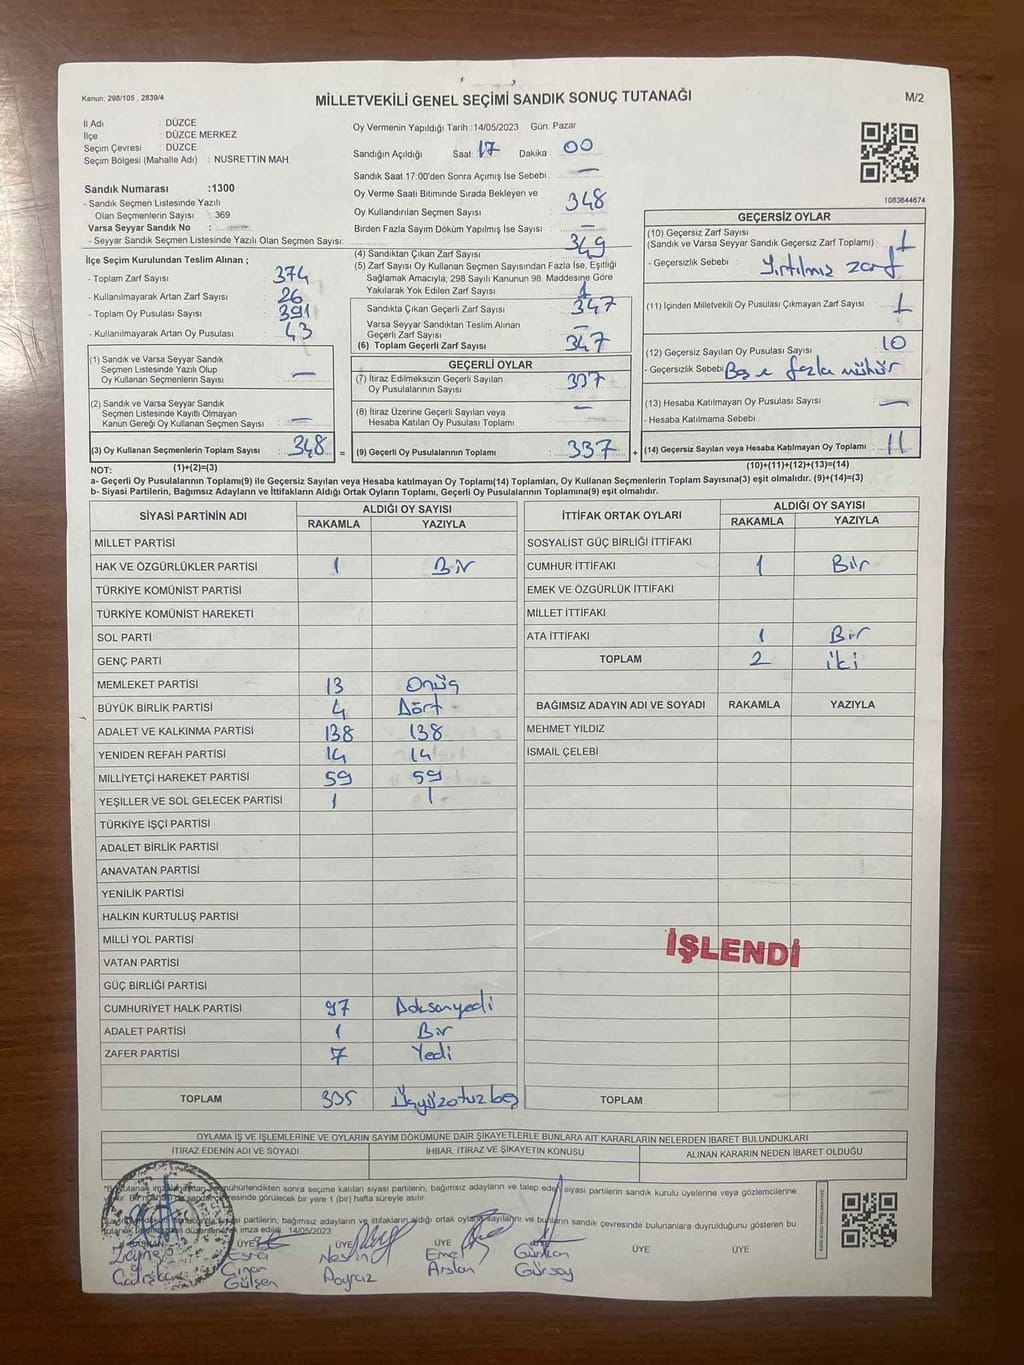 Kanun: 298/105 , 2839/4
MİLLETVEKİLİ GENEL SEÇİMİ SANDIK SONUÇ TUTANAĞI
M/2
İl Adı : DÜZCE
İlçe : DÜZCE MERKEZ
Seçim Çevresi : DÜZCE
Seçim Bölgesi (Mahalle Adı) : NUSRETTİN MAH.
Sandık Numarası :1300
- Sandık Seçmen Listesinde Yazılı
Olan Seçmenlerin Sayısı : 369
Varsa Seyyar Sandık No :
- Seyyar Sandık Seçmen Listesinde Yazılı Olan Seçmen Sayısı:
Oy Vermenin Yapıldığı Tarih :14/05/2023 Gün: Pazar
Sandığın Açıldığı Saat: 17 Dakika : 00
Sandık Saat 17:00'den Sonra Açımış İse Sebebi : —
Oy Verme Saati Bitiminde Sırada Bekleyen ve
Oy Kullandırılan Seçmen Sayısı : 348
Birden Fazla Sayım Döküm Yapılmış İse Sayısı : —
1083644674
İlçe Seçim Kurulundan Teslim Alınan ;
- Toplam Zarf Sayısı : 374
- Kullanılmayarak Artan Zarf Sayısı : 26
- Toplam Oy Pusulası Sayısı : 391
- Kullanılmayarak Artan Oy Pusulası : 43
(1) Sandık ve Varsa Seyyar Sandık
Seçmen Listesinde Yazılı Olup
Oy Kullanan Seçmenlerin Sayısı : —
(2) Sandık ve Varsa Seyyar Sandık
Seçmen Listesinde Kayıtlı Olmayan
Kanun Gereği Oy Kullanan Seçmen Sayısı : —
(3) Oy Kullanan Seçmenlerin Toplam Sayısı : 348 =
(4) Sandıktan Çıkan Zarf Sayısı : 349
(5) Zarf Sayısı Oy Kullanan Seçmen Sayısından Fazla İse, Eşitliği
Sağlamak Amacıyla, 298 Sayılı Kanunun 98. Maddesine Göre
Yakılarak Yok Edilen Zarf Sayısı : 1
Sandıkta Çıkan Geçerli Zarf Sayısı : 347
Varsa Seyyar Sandıktan Teslim Alınan
Geçerli Zarf Sayısı : —
(6) Toplam Geçerli Zarf Sayısı : 347
GEÇERLİ OYLAR
(7) İtiraz Edilmeksizin Geçerli Sayılan : 337
Oy Pusulalarının Sayısı
(8) İtiraz Üzerine Geçerli Sayılan veya : —
Hesaba Katılan Oy Pusulası Toplamı
(9) Geçerli Oy Pusulalarının Toplamı : 337 +
GEÇERSİZ OYLAR
(10) Geçersiz Zarf Sayısı
(Sandık ve Varsa Seyyar Sandık Geçersiz Zarf Toplamı) : 1
- Geçersizlik Sebebi : Yırtılmış zarf
(11) İçinden Milletvekili Oy Pusulası Çıkmayan Zarf Sayısı : 1
(12) Geçersiz Sayılan Oy Pusulası Sayısı : 10
- Geçersizlik Sebebi : fazla mühür
(13) Hesaba Katılmayan Oy Pusulası Sayısı : —
- Hesaba Katılmama Sebebi :
(14) Geçersiz Sayılan veya Hesaba Katılmayan Oy Toplamı : 11
NOT: (1)+(2)=(3)
(10)+(11)+(12)+(13)=(14)
a- Geçerli Oy Pusulalarının Toplamı(9) ile Geçersiz Sayılan veya Hesaba katılmayan Oy Toplamı(14) Toplamları, Oy Kullanan Seçmenlerin Toplam Sayısına(3) eşit olmalıdır. (9)+(14)=(3)
b- Siyasi Partilerin, Bağımsız Adayların ve İttifakların Aldığı Ortak Oyların Toplamı, Geçerli Oy Pusulalarının Toplamına(9) eşit olmalıdır.
SİYASİ PARTİNİN ADI ALDIĞI OY SAYISI
RAKAMLA YAZIYLA
MİLLET PARTİSİ
HAK VE ÖZGÜRLÜKLER PARTİSİ 1 Bir
TÜRKİYE KOMÜNİST PARTİSİ
TÜRKİYE KOMÜNİST HAREKETİ
SOL PARTİ
GENÇ PARTİ
MEMLEKET PARTİSİ 13 Onüç
BÜYÜK BİRLİK PARTİSİ 4 Dört
ADALET VE KALKINMA PARTİSİ 138 138
YENİDEN REFAH PARTİSİ 14 14
MİLLİYETÇİ HAREKET PARTİSİ 59 59
YEŞİLLER VE SOL GELECEK PARTİSİ 1 1
TÜRKİYE İŞÇİ PARTİSİ
ADALET BİRLİK PARTİSİ
ANAVATAN PARTİSİ
YENİLİK PARTİSİ
HALKIN KURTULUŞ PARTİSİ
MİLLİ YOL PARTİSİ
VATAN PARTİSİ
GÜÇ BİRLİĞİ PARTİSİ
CUMHURİYET HALK PARTİSİ 97 Doksanyedi
ADALET PARTİSİ 1 Bir
ZAFER PARTİSİ 7 Yedi
TOPLAM 335 Üçyüzotuzbeş
İTTİFAK ORTAK OYLARI ALDIĞI OY SAYISI
RAKAMLA YAZIYLA
SOSYALİST GÜÇ BİRLİĞİ İTTİFAKI
CUMHUR İTTİFAKI 1 Bir
EMEK VE ÖZGÜRLÜK İTTİFAKI
MİLLET İTTİFAKI
ATA İTTİFAKI 1 Bir
TOPLAM 2 iki
BAĞIMSIZ ADAYIN ADI VE SOYADI RAKAMLA YAZIYLA
MEHMET YILDIZ
İSMAİL ÇELEBİ
İŞLENDİ
TOPLAM
OYLAMA İŞ VE İŞLEMLERİNE VE OYLARIN SAYIM DÖKÜMÜNE DAİR ŞİKAYETLERLE BUNLARA AİT KARARLARIN NELERDEN İBARET BULUNDUKLARI
İTİRAZ EDENİN ADI VE SOYADI İHBAR, İTİRAZ VE ŞİKAYETİN KONUSU ALINAN KARARIN NEDEN İBARET OLDUĞU
mühürlendikten sonra seçime katılan siyasi partilerin, bağımsız adayların ve talep eden siyasi partilerin sandık kurulu üyelerine veya gözlemcilerine
görülecek bir yere 1 (bir) hafta süreyle asılır.
partilerin, bağımsız adayların ve ittifakların aldığı ortak oyların sayılarını ve bunların sandık çevresinde bulunanlara duyrulduğunu gösteren bu
imza edildi. 14/05/2023
BAŞKAN ÜYE ÜYE ÜYE ÜYE ÜYE
Zeynep Esra Nesrin Emel Gürkan
Çınar Poyraz Arslan Gürsoy
Gülşen